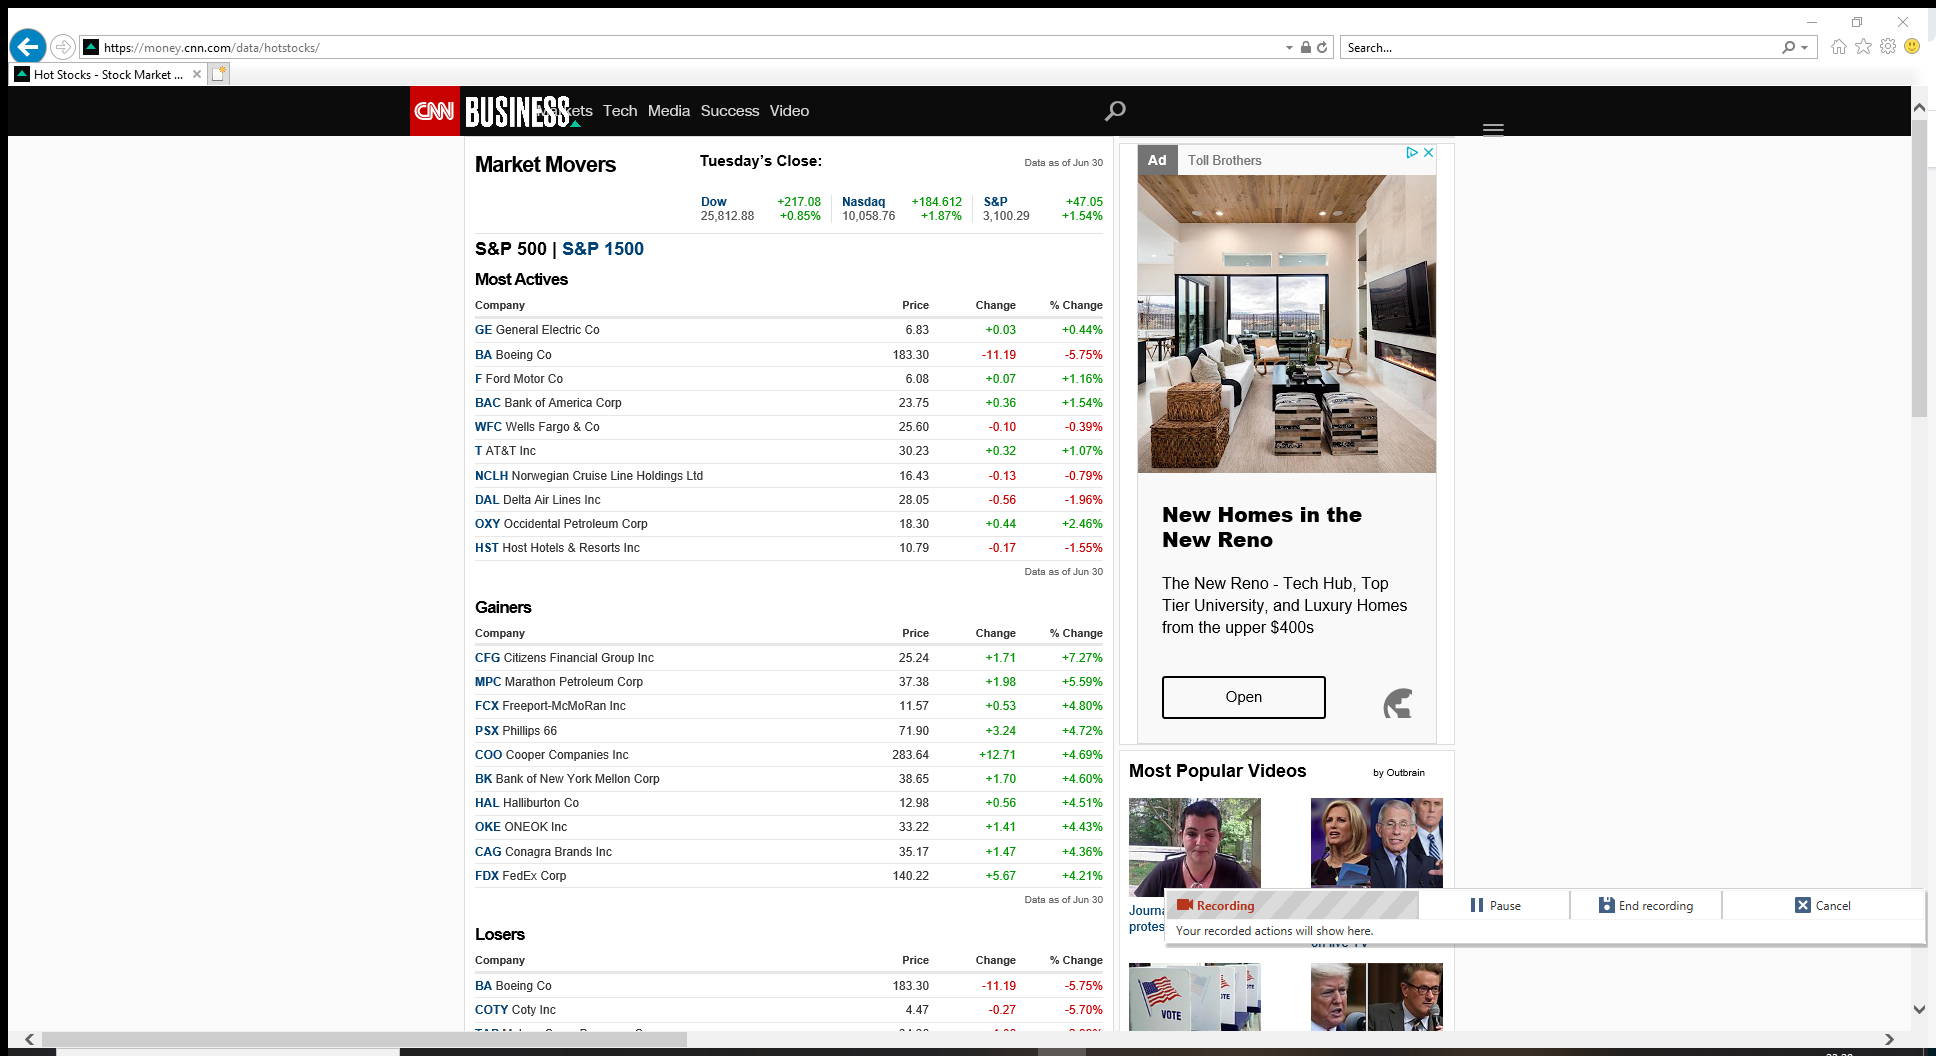 https://money.cnn.com/data/hotstocks/
Search...
Hot Stocks - Stock Market ...
CNN BUSINESS Markets Tech Media Success Video
Market Movers
Tuesday’s Close:
Data as of Jun 30
Dow +217.08 Nasdaq +184.612 S&P +47.05
25,812.88 +0.85% 10,058.76 +1.87% 3,100.29 +1.54%
S&P 500 | S&P 1500
Most Actives
Company Price Change % Change
GE General Electric Co 6.83 +0.03 +0.44%
BA Boeing Co 183.30 -11.19 -5.75%
F Ford Motor Co 6.08 +0.07 +1.16%
BAC Bank of America Corp 23.75 +0.36 +1.54%
WFC Wells Fargo & Co 25.60 -0.10 -0.39%
T AT&T Inc 30.23 +0.32 +1.07%
NCLH Norwegian Cruise Line Holdings Ltd 16.43 -0.13 -0.79%
DAL Delta Air Lines Inc 28.05 -0.56 -1.96%
OXY Occidental Petroleum Corp 18.30 +0.44 +2.46%
HST Host Hotels & Resorts Inc 10.79 -0.17 -1.55%
Data as of Jun 30
Gainers
Company Price Change % Change
CFG Citizens Financial Group Inc 25.24 +1.71 +7.27%
MPC Marathon Petroleum Corp 37.38 +1.98 +5.59%
FCX Freeport-McMoRan Inc 11.57 +0.53 +4.80%
PSX Phillips 66 71.90 +3.24 +4.72%
COO Cooper Companies Inc 283.64 +12.71 +4.69%
BK Bank of New York Mellon Corp 38.65 +1.70 +4.60%
HAL Halliburton Co 12.98 +0.56 +4.51%
OKE ONEOK Inc 33.22 +1.41 +4.43%
CAG Conagra Brands Inc 35.17 +1.47 +4.36%
FDX FedEx Corp 140.22 +5.67 +4.21%
Data as of Jun 30
Losers
Company Price Change % Change
BA Boeing Co 183.30 -11.19 -5.75%
COTY Coty Inc 4.47 -0.27 -5.70%
Ad Toll Brothers
New Homes in the
New Reno
The New Reno - Tech Hub, Top
Tier University, and Luxury Homes
from the upper $400s
Open
Most Popular Videos
by Outbrain
Journa
protes
on live TV
Recording Pause End recording Cancel
Your recorded actions will show here.
VOTE
VOTE